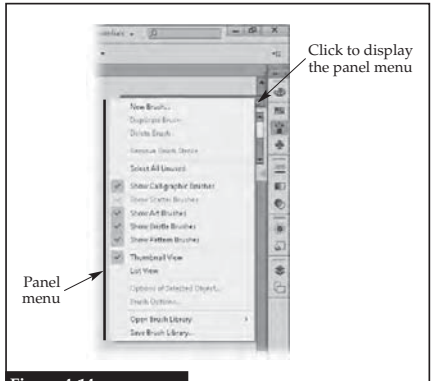 Click to display
the panel menu
New Brush...
Duplicate Brush
Delete Brush
Remove Brush Stroke
Select All Unused
Show Calligraphic Brushes
Show Scatter Brushes
Show Art Brushes
Show Bristle Brushes
Show Pattern Brushes
Thumbnail View
List View
Options of Selected Object...
Brush Options...
Open Brush Library
Save Brush Library...
Panel
menu